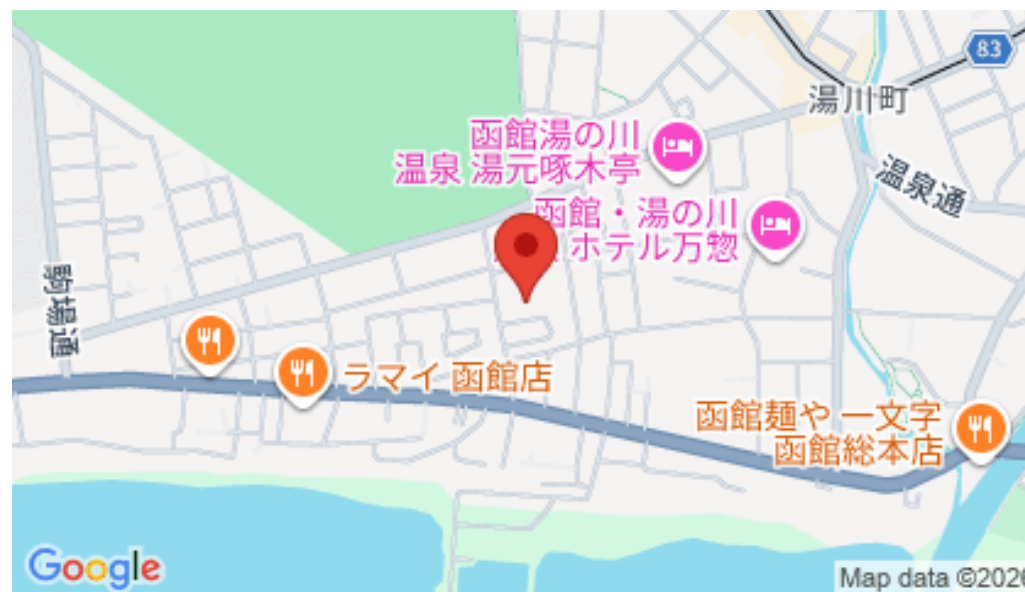 83
湯川町
函館湯の川
温泉 湯元啄木亭
温泉通
函館・湯の川
ホテル万惣
駒場通
ラマイ 函館店
函館麺や 一文字
函館総本店
Google
Map data ©2026